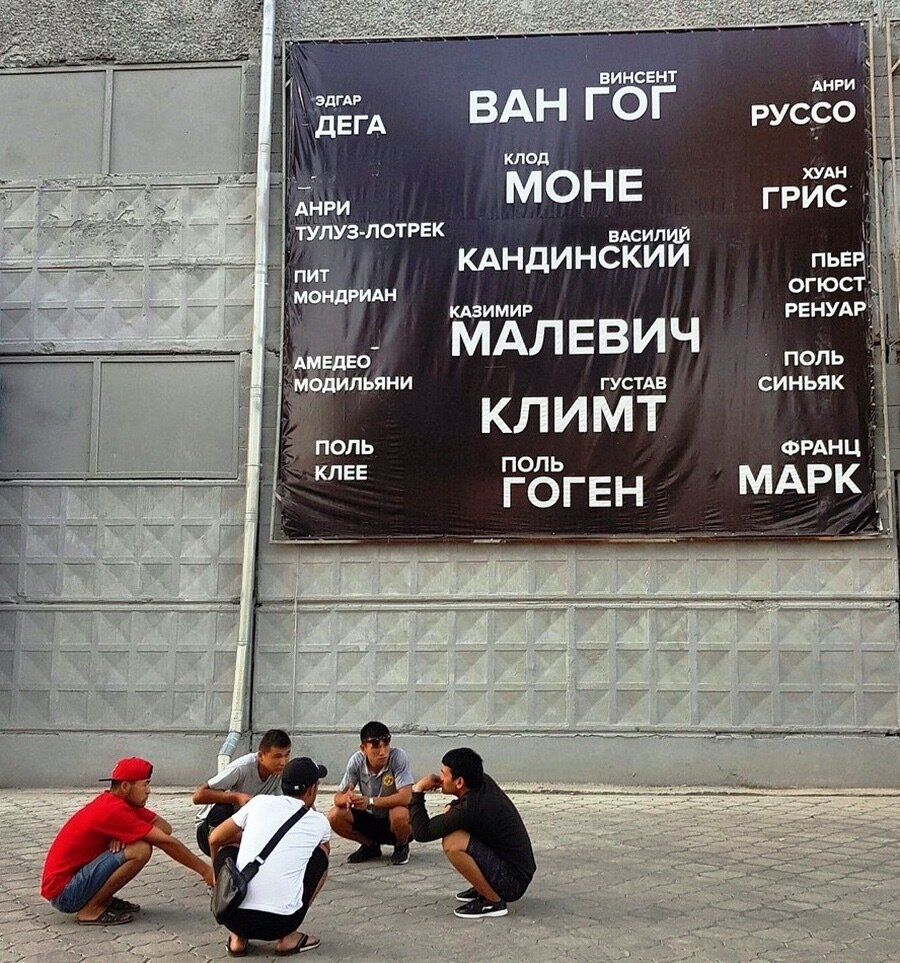 ЭДГАР
ДЕГА
АНРИ
ТУЛУЗ-ЛОТРЕК
ПИТ
МОНДРИАН
АМЕДЕО
МОДИЛЬЯНИ
ПОЛЬ
КЛЕЕ
ВИНСЕНТ
ВАН ГОГ
КЛОД
МОНЕ
ВАСИЛИЙ
КАНДИНСКИЙ
КАЗИМИР
МАЛЕВИЧ
ГУСТАВ
КЛИМТ
ПОЛЬ
ГОГЕН
АНРИ
РУССО
ХУАН
ГРИС
ПЬЕР
ОГЮСТ
РЕНУАР
ПОЛЬ
СИНЬЯК
ФРАНЦ
МАРК